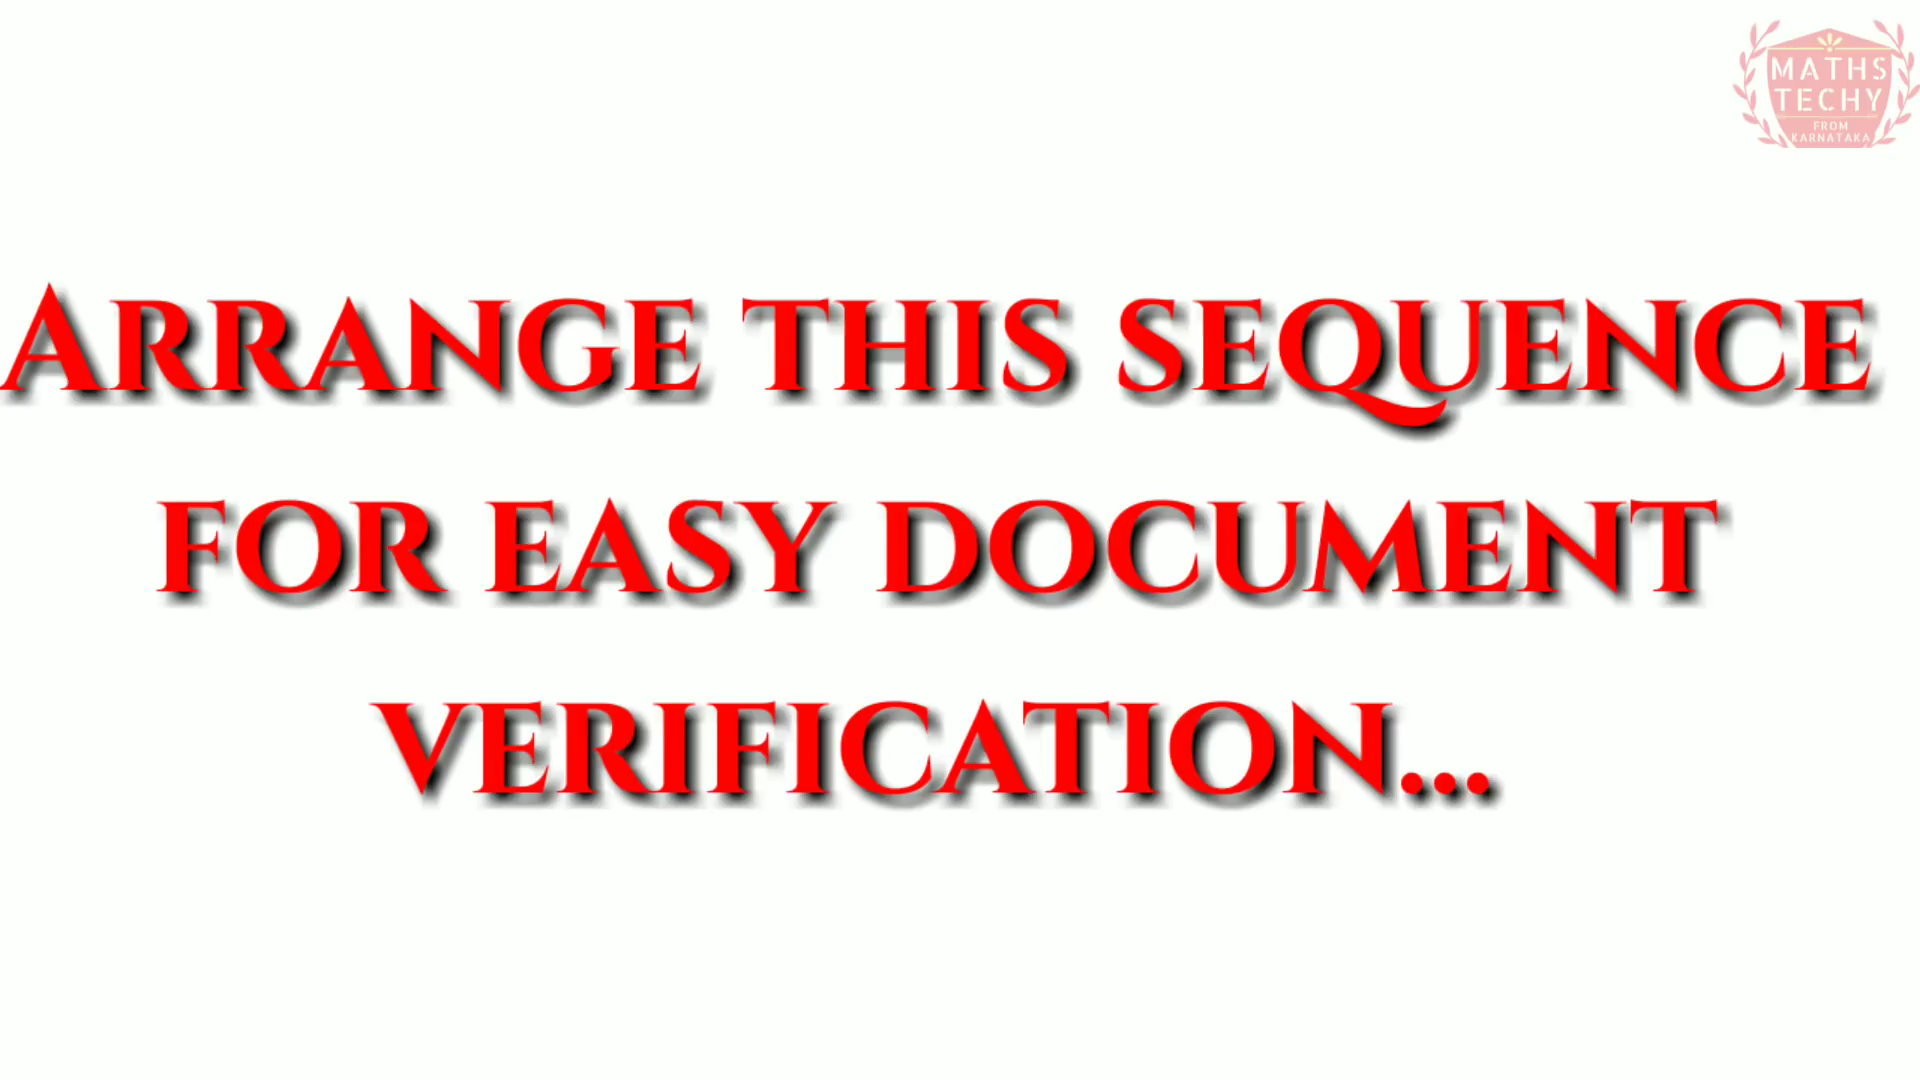 MATHS
TECHY
FROM
KARNATAKA
ARRANGE THIS SEQUENCE
FOR EASY DOCUMENT
VERIFICATION...